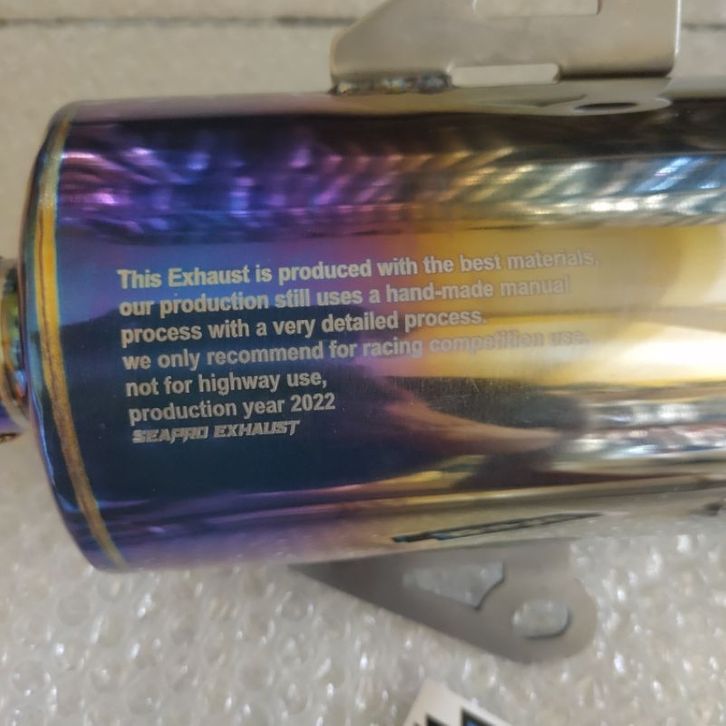 This Exhaust is produced with the best materials,
our production still uses a hand-made manual
process with a very detailed process.
we only recommend for racing competition use,
not for highway use,
production year 2022
SEAPRO EXHAUST